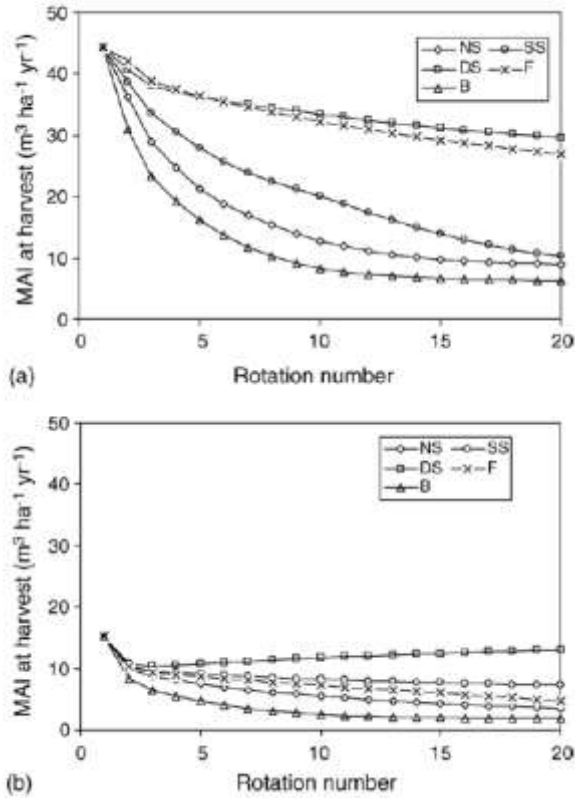 50
40
30
20
10
0
MAI at harvest (m³ ha⁻¹ yr⁻¹)
NS SS
DS F
B
0 5 10 15 20
(a) Rotation number
50
40
30
20
10
0
MAI at harvest (m³ ha⁻¹ yr⁻¹)
NS SS
DS F
B
0 5 10 15 20
(b) Rotation number